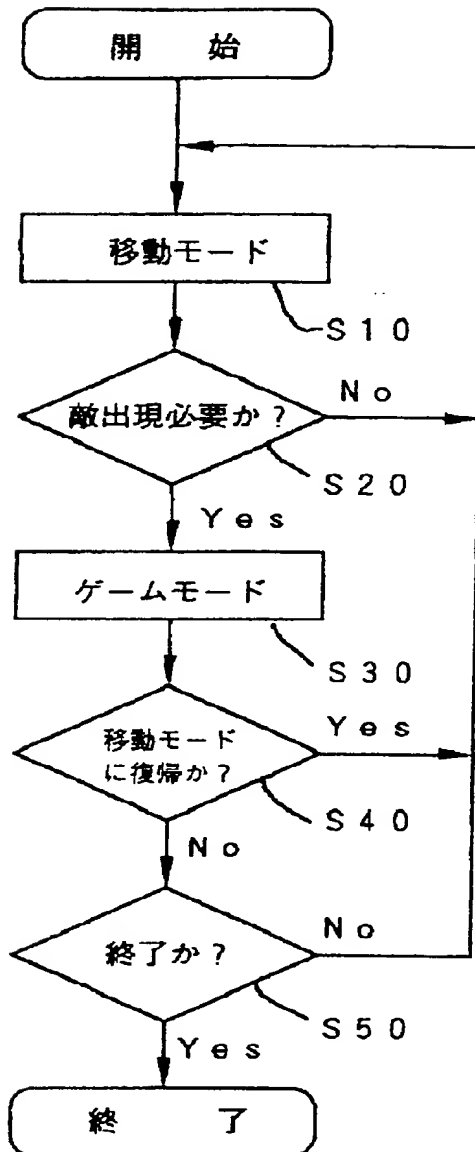 開 始
移動モード
S10
敵出現必要か？
No
S20
Yes
ゲームモード
S30
移動モード
に復帰か？
Yes
S40
No
終了か？
No
S50
Yes
終 了